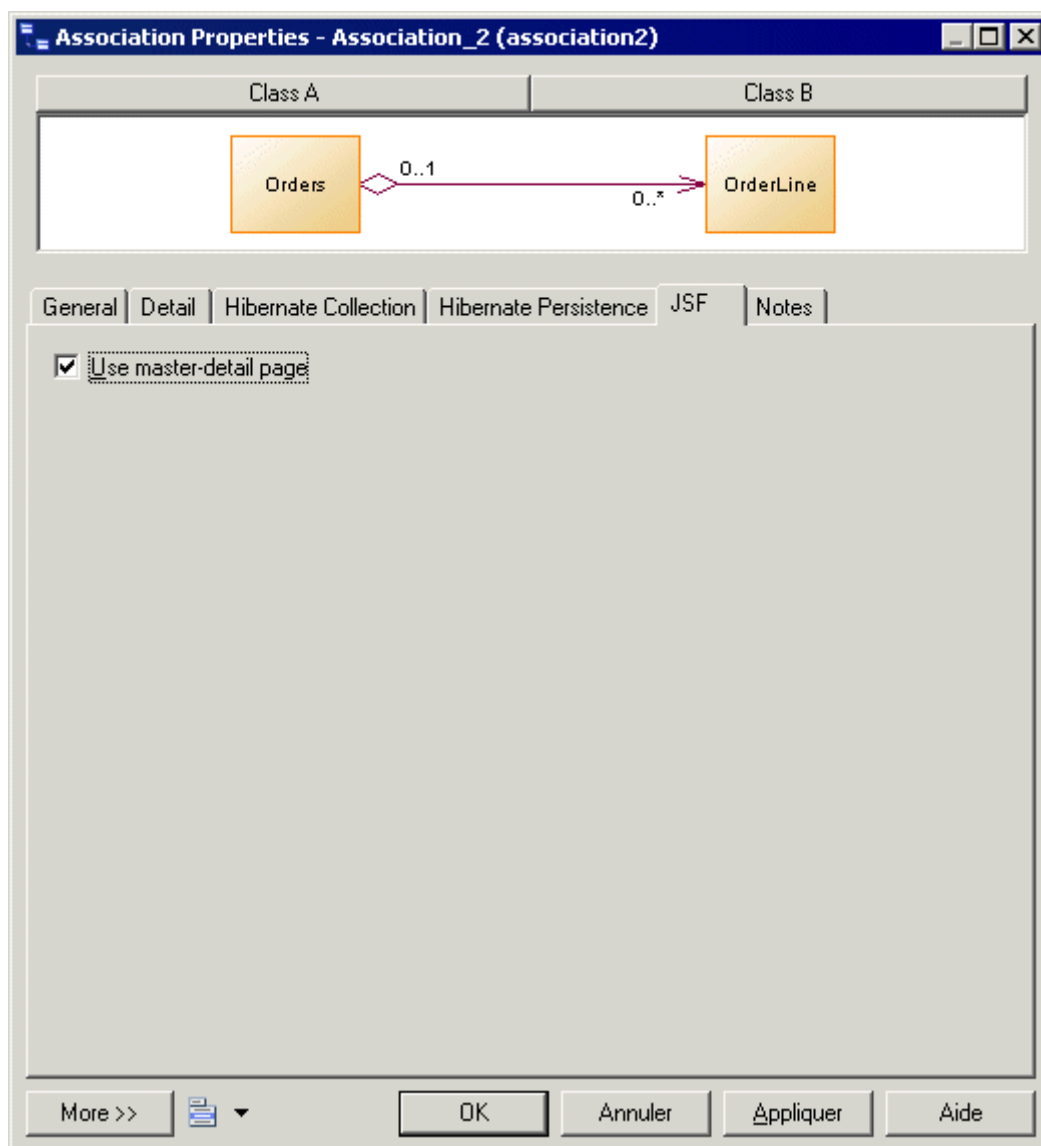 Association Properties - Association_2 (association2)
Class A Class B
Orders 0..1 0..* OrderLine
General Detail Hibernate Collection Hibernate Persistence JSF Notes
Use master-detail page
More >> OK Annuler Appliquer Aide